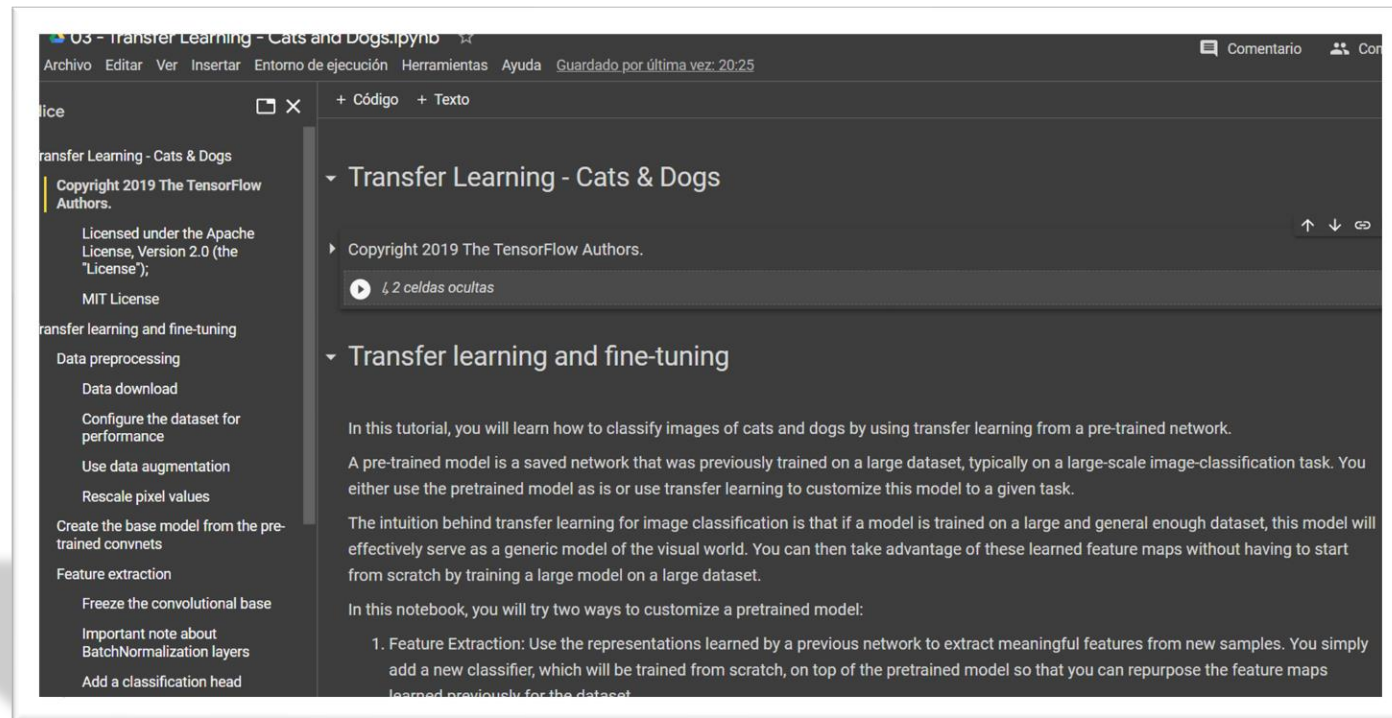 03 - Transfer Learning - Cats and Dogs.ipynb
Archivo Editar Ver Insertar Entorno de ejecución Herramientas Ayuda Guardado por última vez: 20:25
Comentario
dice
ransfer Learning - Cats & Dogs
Copyright 2019 The TensorFlow
Authors.
Licensed under the Apache
License, Version 2.0 (the
"License");
MIT License
ransfer learning and fine-tuning
Data preprocessing
Data download
Configure the dataset for
performance
Use data augmentation
Rescale pixel values
Create the base model from the pre-
trained convnets
Feature extraction
Freeze the convolutional base
Important note about
BatchNormalization layers
Add a classification head
+ Código + Texto
Transfer Learning - Cats & Dogs
Copyright 2019 The TensorFlow Authors.
2 celdas ocultas
Transfer learning and fine-tuning
In this tutorial, you will learn how to classify images of cats and dogs by using transfer learning from a pre-trained network.
A pre-trained model is a saved network that was previously trained on a large dataset, typically on a large-scale image-classification task. You
either use the pretrained model as is or use transfer learning to customize this model to a given task.
The intuition behind transfer learning for image classification is that if a model is trained on a large and general enough dataset, this model will
effectively serve as a generic model of the visual world. You can then take advantage of these learned feature maps without having to start
from scratch by training a large model on a large dataset.
In this notebook, you will try two ways to customize a pretrained model:
1. Feature Extraction: Use the representations learned by a previous network to extract meaningful features from new samples. You simply
add a new classifier, which will be trained from scratch, on top of the pretrained model so that you can repurpose the feature maps
learned previously for the dataset